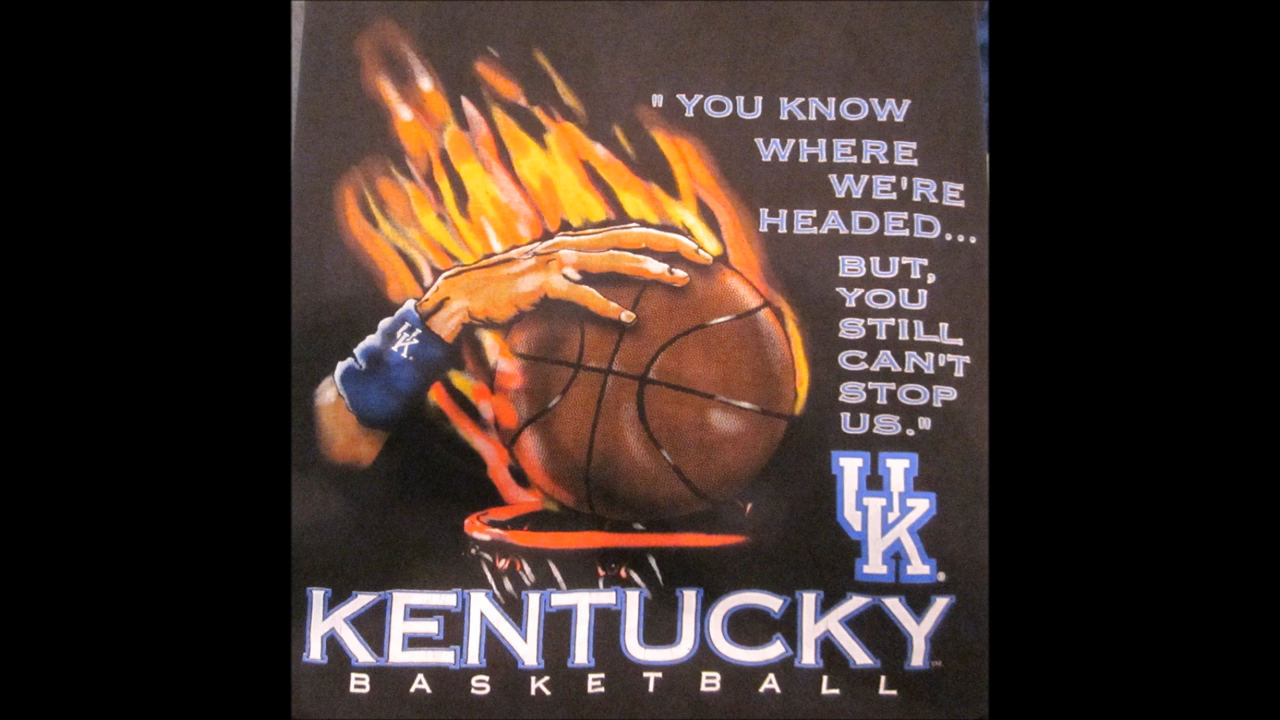 " YOU KNOW
WHERE
WE'RE
HEADED...
BUT,
YOU
STILL
CAN'T
STOP
US."
UK
UK®
KENTUCKY
BASKETBALL